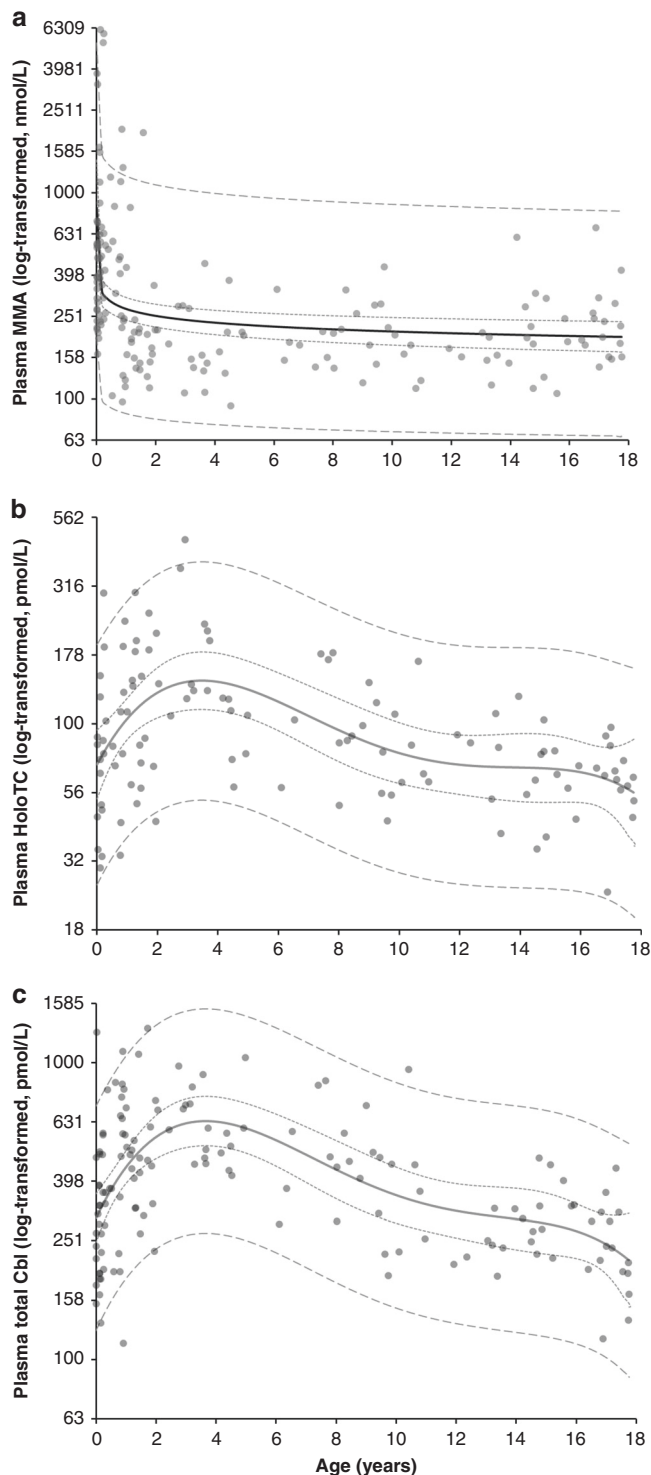 a
Plasma MMA (log-transformed, nmol/L)
6309
3981
2511
1585
1000
631
398
251
158
100
63
0 2 4 6 8 10 12 14 16 18
b
Plasma HoloTC (log-transformed, pmol/L)
562
316
178
100
56
32
18
0 2 4 6 8 10 12 14 16 18
c
Plasma total Cbl (log-transformed, pmol/L)
1585
1000
631
398
251
158
100
63
0 2 4 6 8 10 12 14 16 18
Age (years)